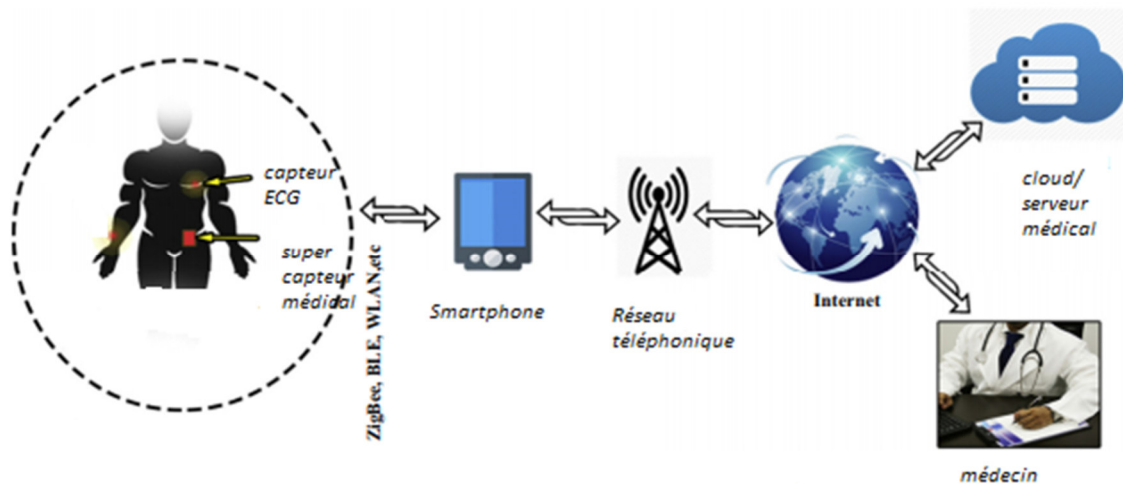 capteur
ECG
super
capteur
médical
ZigBee, BLE, WLAN,etc
Smartphone
Réseau
téléphonique
Internet
cloud/
serveur
médical
médecin